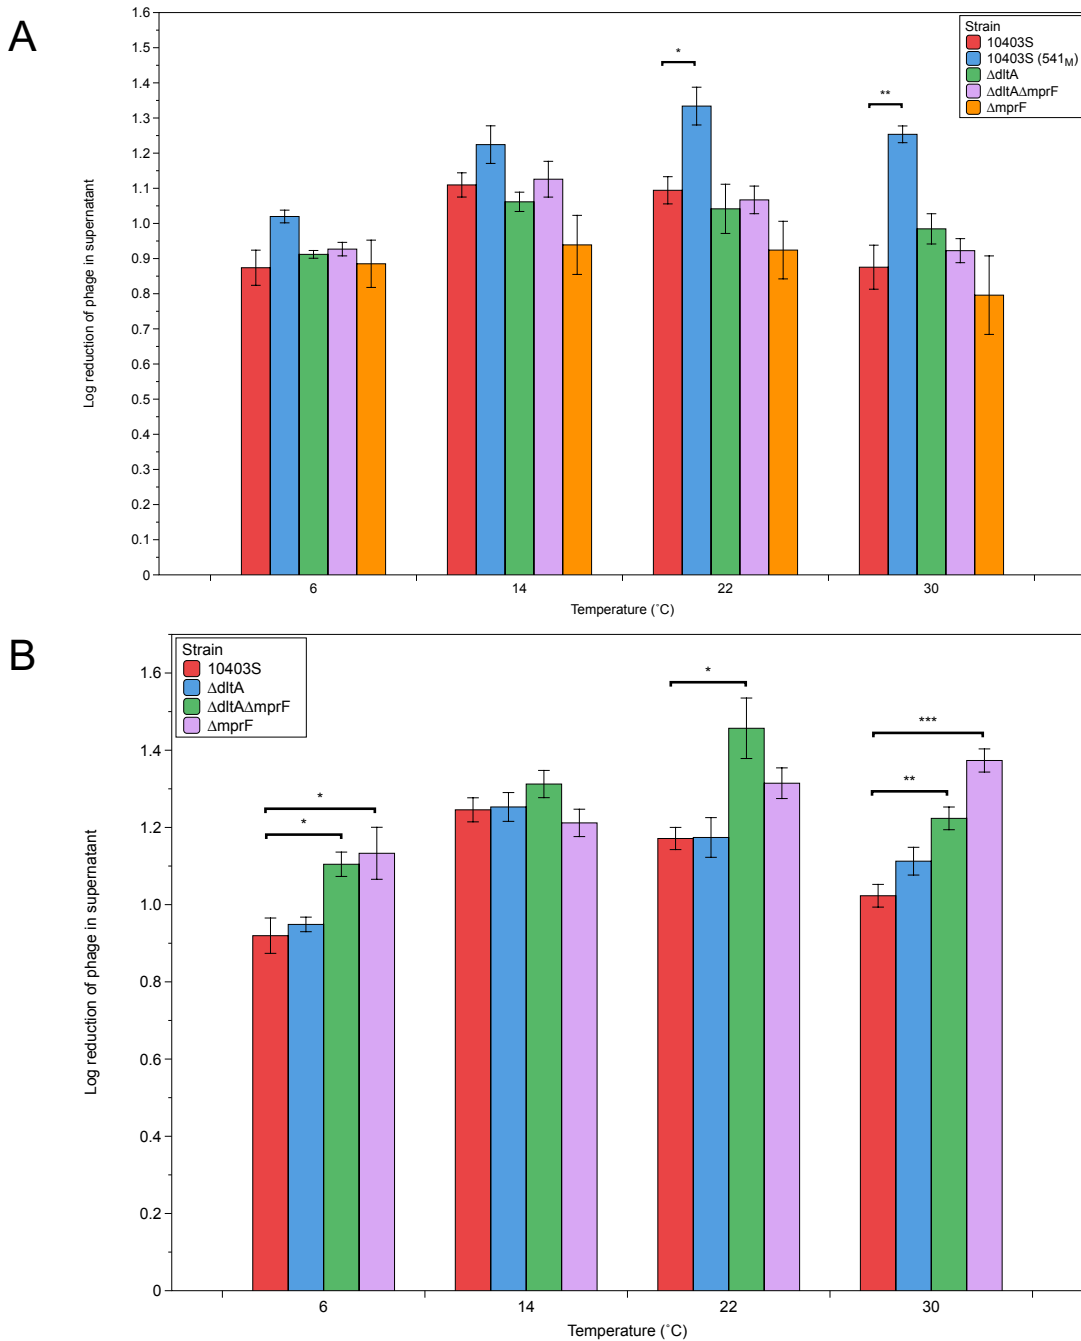 A
Log reduction of phage in supernatant
1.6
1.5
1.4
1.3
1.2
1.1
1.0
0.9
0.8
0.7
0.6
0.5
0.4
0.3
0.2
0.1
0
Strain
10403S
10403S (541M)
ΔdltA
ΔdltAΔmprF
ΔmprF
*
**
6 14 22 30
Temperature (˚C)
B
Log reduction of phage in supernatant
1.6
1.4
1.2
1.0
0.8
0.6
0.4
0.2
0
Strain
10403S
ΔdltA
ΔdltAΔmprF
ΔmprF
*
*
*
***
**
6 14 22 30
Temperature (˚C)